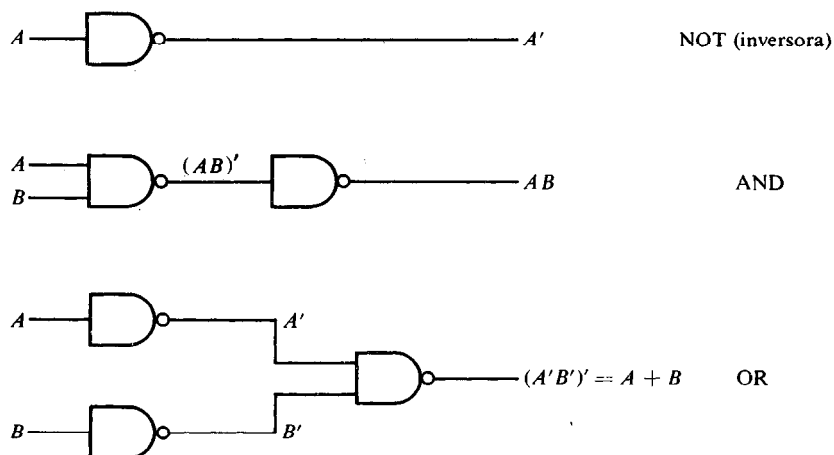 A A′ NOT (inversora)
A (AB)′ AB AND
B
A A′
(A′B′)′ = A + B OR
B B′